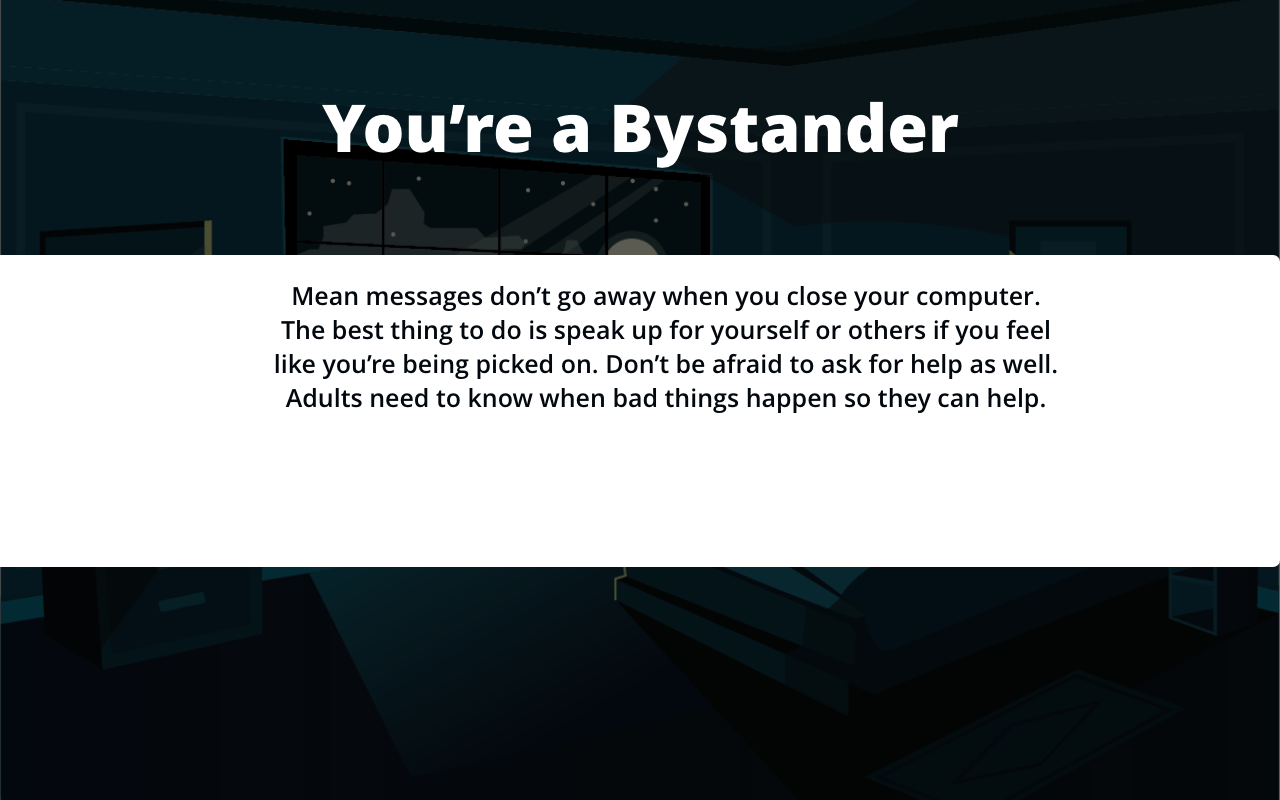 You’re a Bystander
Mean messages don’t go away when you close your computer.
The best thing to do is speak up for yourself or others if you feel
like you’re being picked on. Don’t be afraid to ask for help as well.
Adults need to know when bad things happen so they can help.